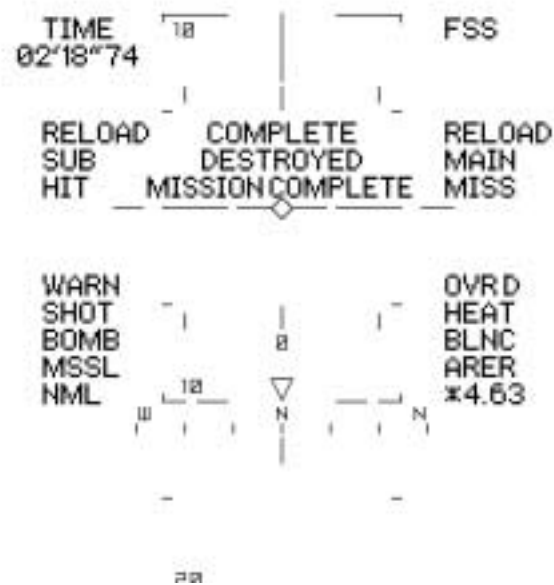 TIME 10 FSS
02'18"74
RELOAD COMPLETE RELOAD
SUB DESTROYED MAIN
HIT MISSION COMPLETE MISS
WARN OVRD
SHOT HEAT
BOMB 0 BLNC
MSSL ARER
NML 10 *4.63
W N N
20